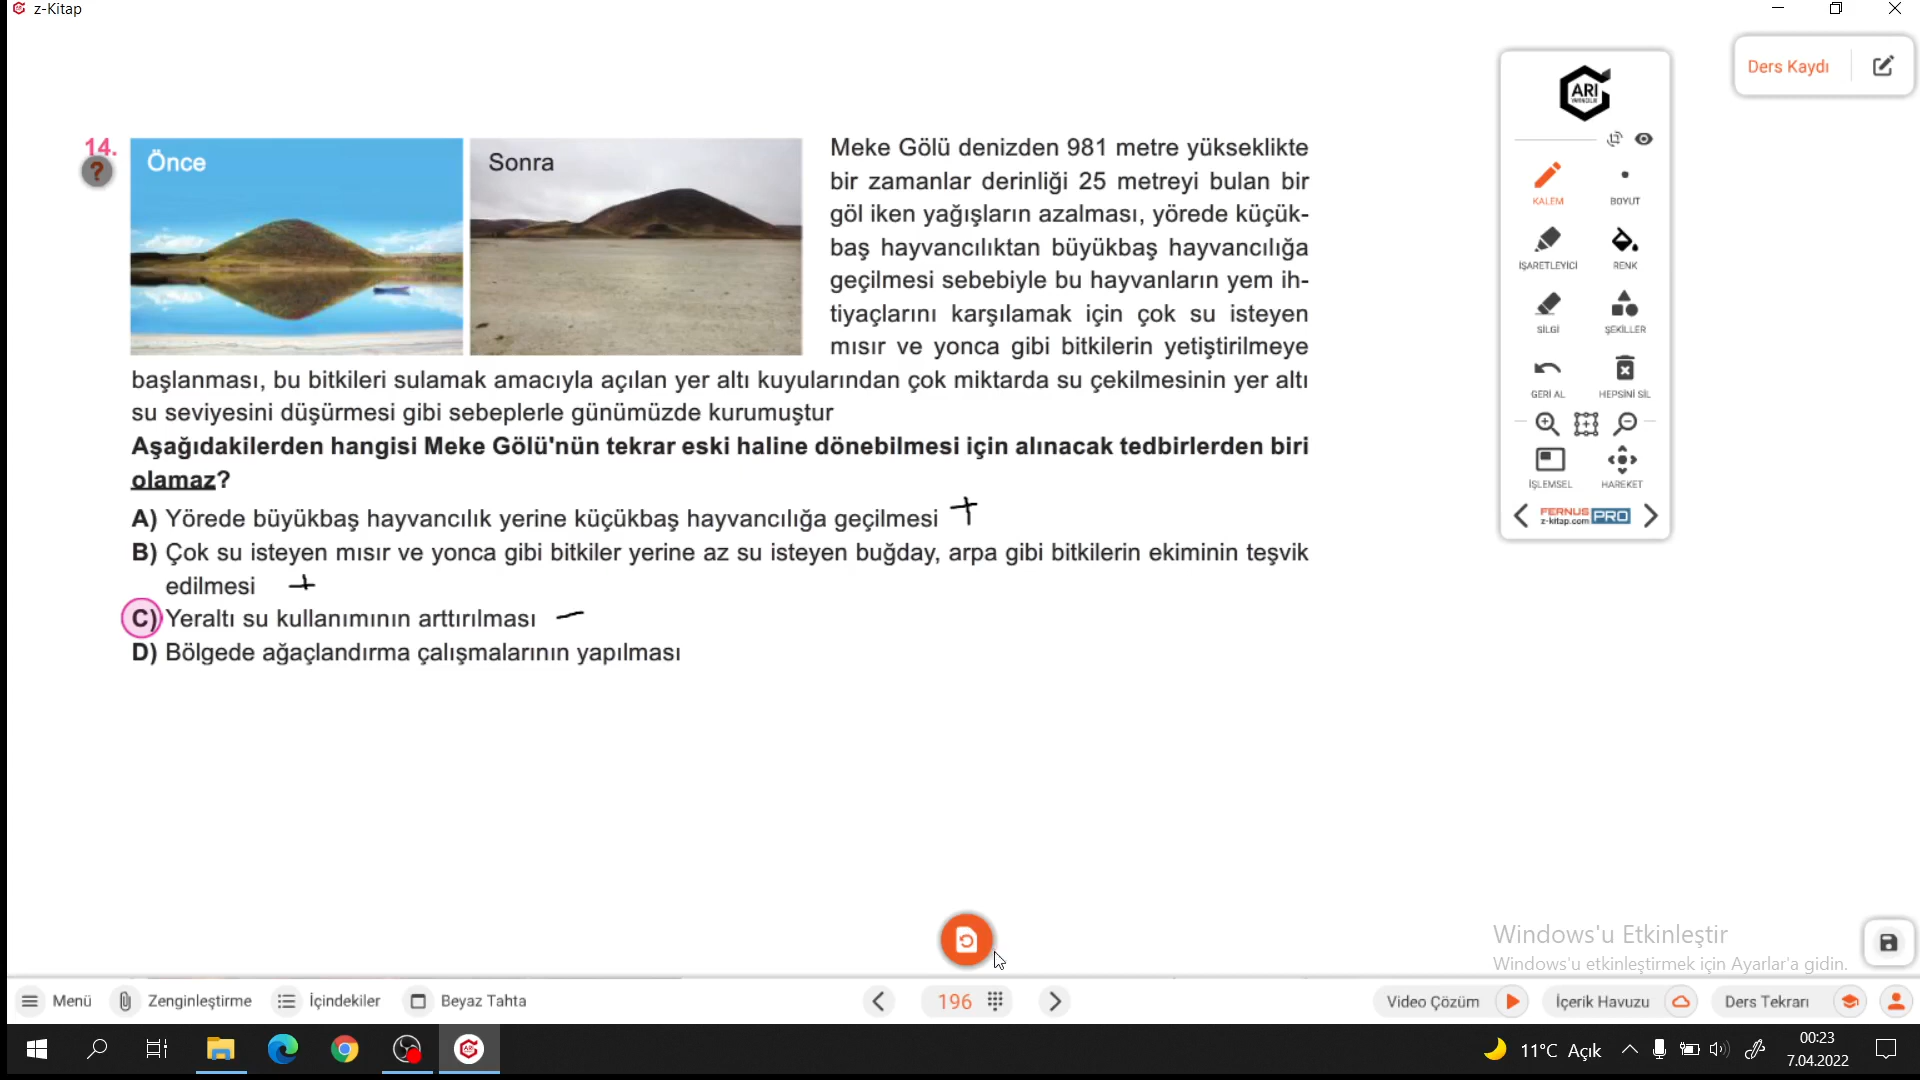 z-Kitap
Ders Kaydı
14.
Önce
Sonra
Meke Gölü denizden 981 metre yükseklikte
bir zamanlar derinliği 25 metreyi bulan bir
göl iken yağışların azalması, yörede küçük-
baş hayvancılıktan büyükbaş hayvancılığa
geçilmesi sebebiyle bu hayvanların yem ih-
tiyaçlarını karşılamak için çok su isteyen
mısır ve yonca gibi bitkilerin yetiştirilmeye
başlanması, bu bitkileri sulamak amacıyla açılan yer altı kuyularından çok miktarda su çekilmesinin yer altı
su seviyesini düşürmesi gibi sebeplerle günümüzde kurumuştur
Aşağıdakilerden hangisi Meke Gölü'nün tekrar eski haline dönebilmesi için alınacak tedbirlerden biri
olamaz?
A) Yörede büyükbaş hayvancılık yerine küçükbaş hayvancılığa geçilmesi +
B) Çok su isteyen mısır ve yonca gibi bitkiler yerine az su isteyen buğday, arpa gibi bitkilerin ekiminin teşvik
edilmesi +
C) Yeraltı su kullanımının arttırılması -
D) Bölgede ağaçlandırma çalışmalarının yapılması
ARI
YAYINCILIK
KALEM BOYUT
İŞARETLEYİCİ RENK
SİLGİ ŞEKİLLER
GERİ AL HEPSİNİ SİL
İŞLEMSEL HAREKET
FERNUS
z-kitap.com PRO
Windows'u Etkinleştir
Windows'u etkinleştirmek için Ayarlar'a gidin.
Menü Zenginleştirme İçindekiler Beyaz Tahta 196 Video Çözüm İçerik Havuzu Ders Tekrarı
11°C Açık
00:23
7.04.2022